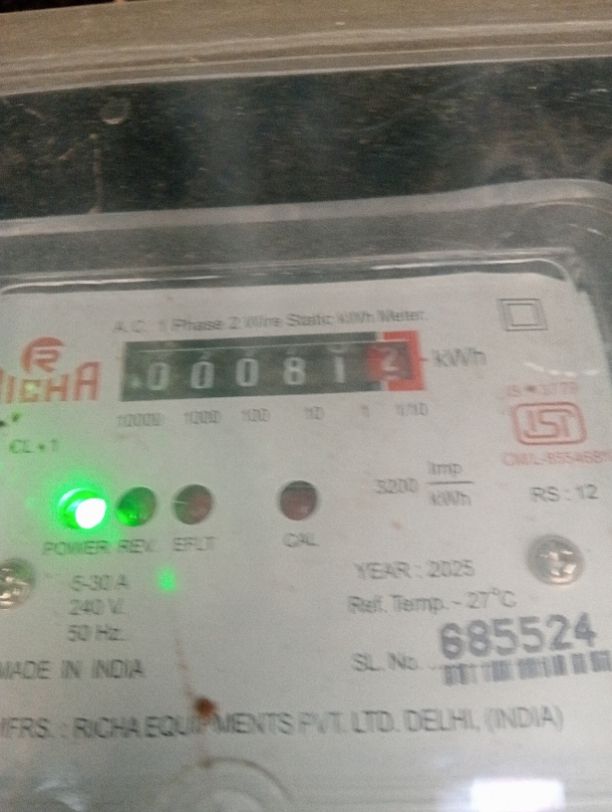 A.C. 1 Phase 2 Wire Static kWh Meter.
R
RICHA
000812 kWh
10000 1000 100 10 1 1/10
CL • 1
ISI
3200 Imp/kWh
RS : 12
POWER REV. EFLT CAL
5-30 A
240 V.
50 Hz.
YEAR : 2025
Ref. Temp. - 27°C
SL. No. 685524
MADE IN INDIA
MFRS. : RICHA EQUIPMENTS PVT. LTD. DELHI, (INDIA)